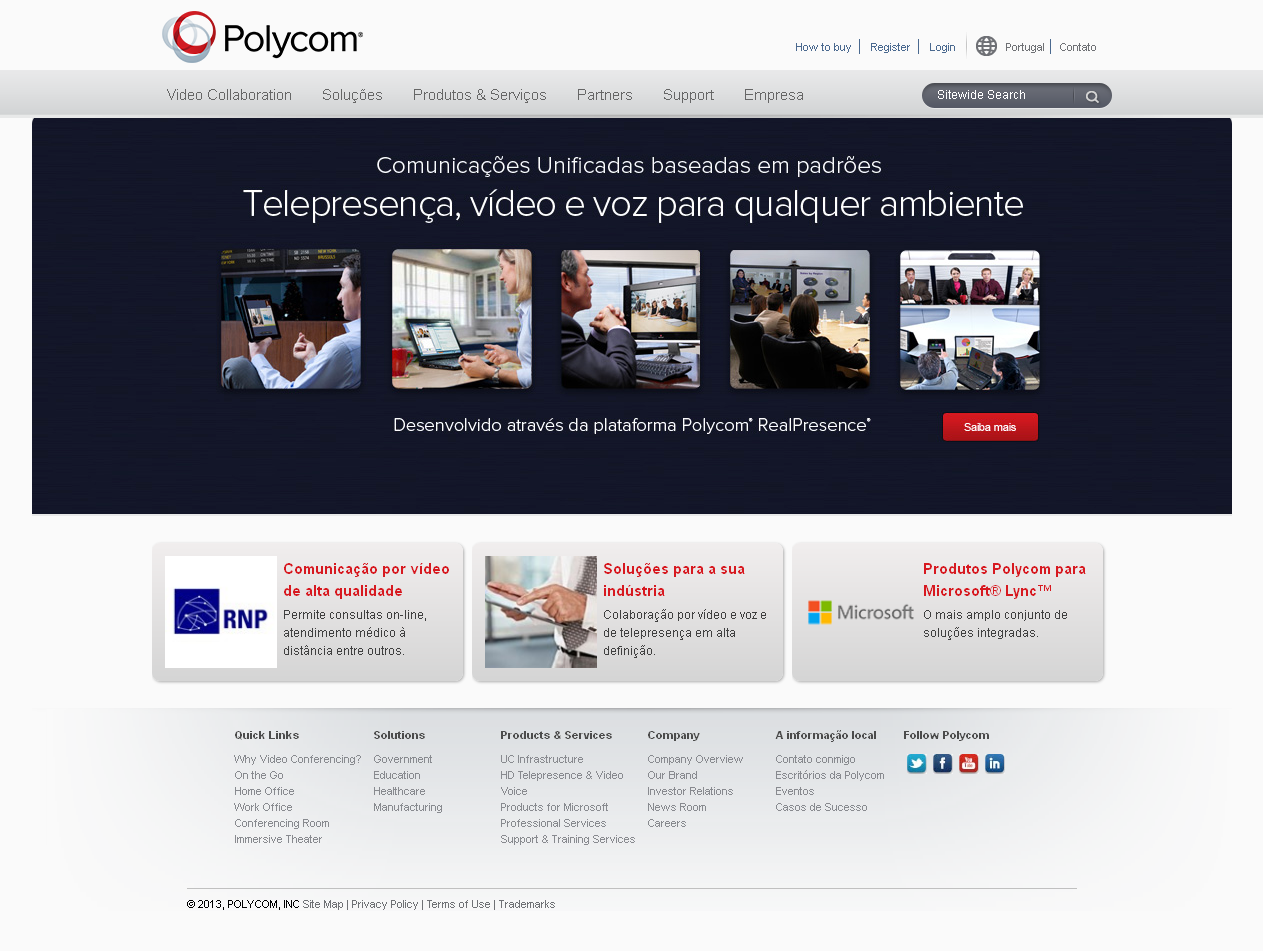 Polycom®
How to buy | Register | Login Portugal | Contato
Video Collaboration Soluções Produtos & Serviços Partners Support Empresa Sitewide Search
Comunicações Unificadas baseadas em padrões
Telepresença, vídeo e voz para qualquer ambiente
Desenvolvido através da plataforma Polycom® RealPresence®
Saiba mais
RNP
Comunicação por vídeo
de alta qualidade
Permite consultas on-line,
atendimento médico à
distância entre outros.
Soluções para a sua
indústria
Colaboração por vídeo e voz e
de telepresença em alta
definição.
Microsoft
Produtos Polycom para
Microsoft® Lync™
O mais amplo conjunto de
soluções integradas.
Quick Links
Why Video Conferencing?
On the Go
Home Office
Work Office
Conferencing Room
Immersive Theater
Solutions
Government
Education
Healthcare
Manufacturing
Products & Services
UC Infrastructure
HD Telepresence & Video
Voice
Products for Microsoft
Professional Services
Support & Training Services
Company
Company Overview
Our Brand
Investor Relations
News Room
Careers
A informação local
Contato conmigo
Escritórios da Polycom
Eventos
Casos de Sucesso
Follow Polycom
© 2013, POLYCOM, INC Site Map | Privacy Policy | Terms of Use | Trademarks